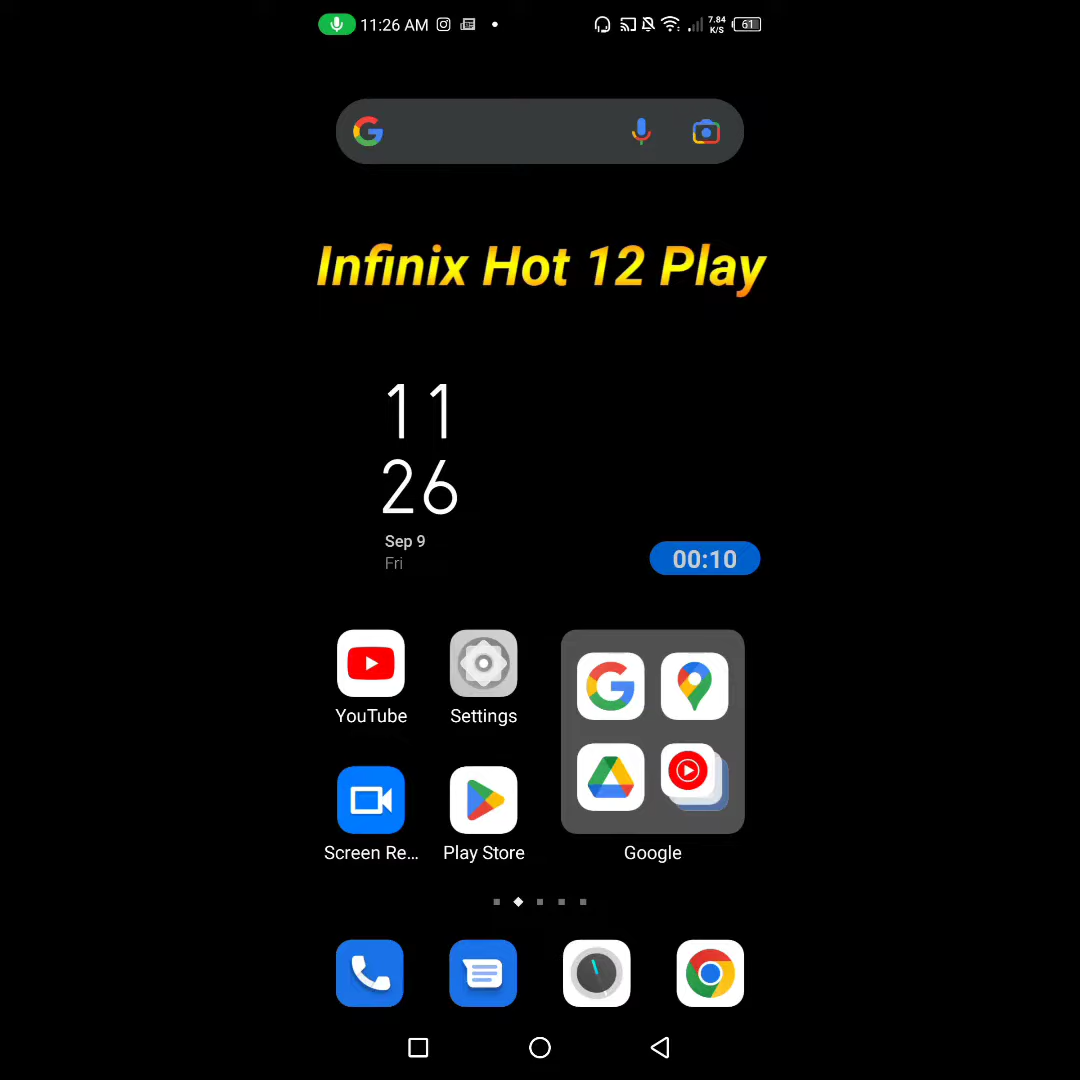 11:26 AM 7.84 K/S 61
Infinix Hot 12 Play
11
26
Sep 9
Fri
00:10
YouTube
Settings
Screen Re...
Play Store
Google